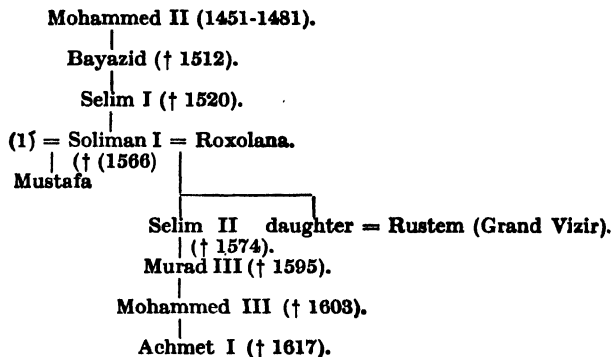 Mohammed II (1451-1481).
Bayazid († 1512).
Selim I († 1520).
(1) = Soliman I = Roxolana.
(† (1566)
Mustafa
Selim II daughter = Rustem (Grand Vizir).
(† 1574).
Murad III († 1595).
Mohammed III († 1603).
Achmet I († 1617).